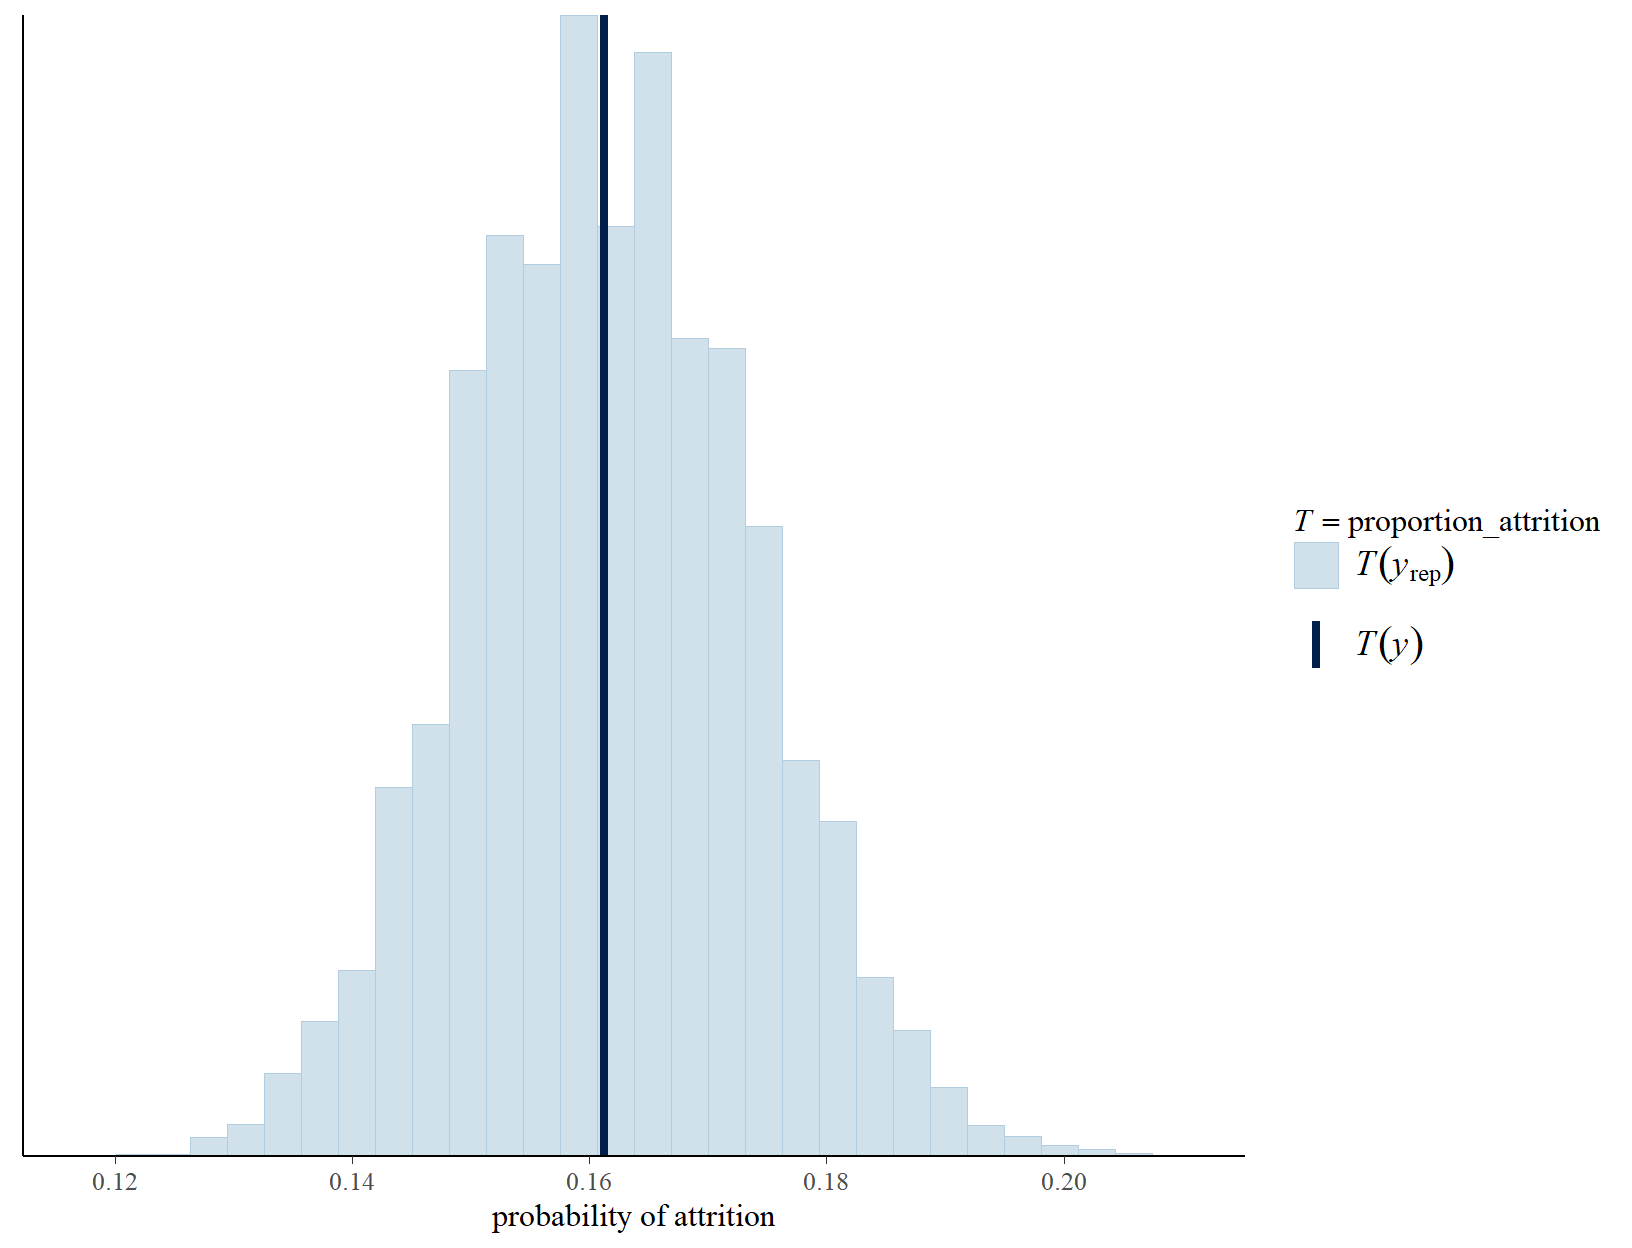 T = proportion_attrition
T(yrep)
T(y)
0.12 0.14 0.16 0.18 0.20
probability of attrition